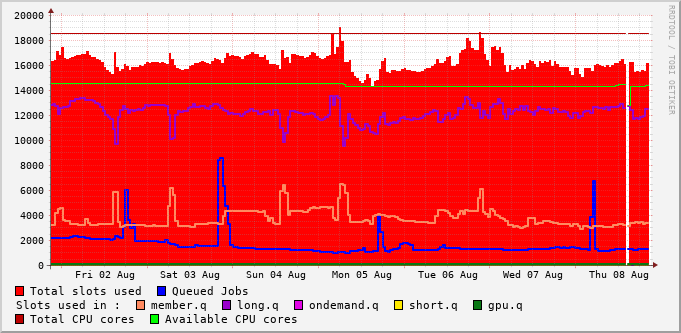 20000
18000
16000
14000
12000
10000
8000
6000
4000
2000
0
Fri 02 Aug Sat 03 Aug Sun 04 Aug Mon 05 Aug Tue 06 Aug Wed 07 Aug Thu 08 Aug
RRDTOOL / TOBI OETIKER
Total slots used Queued Jobs
Slots used in : member.q long.q ondemand.q short.q gpu.q
Total CPU cores Available CPU cores